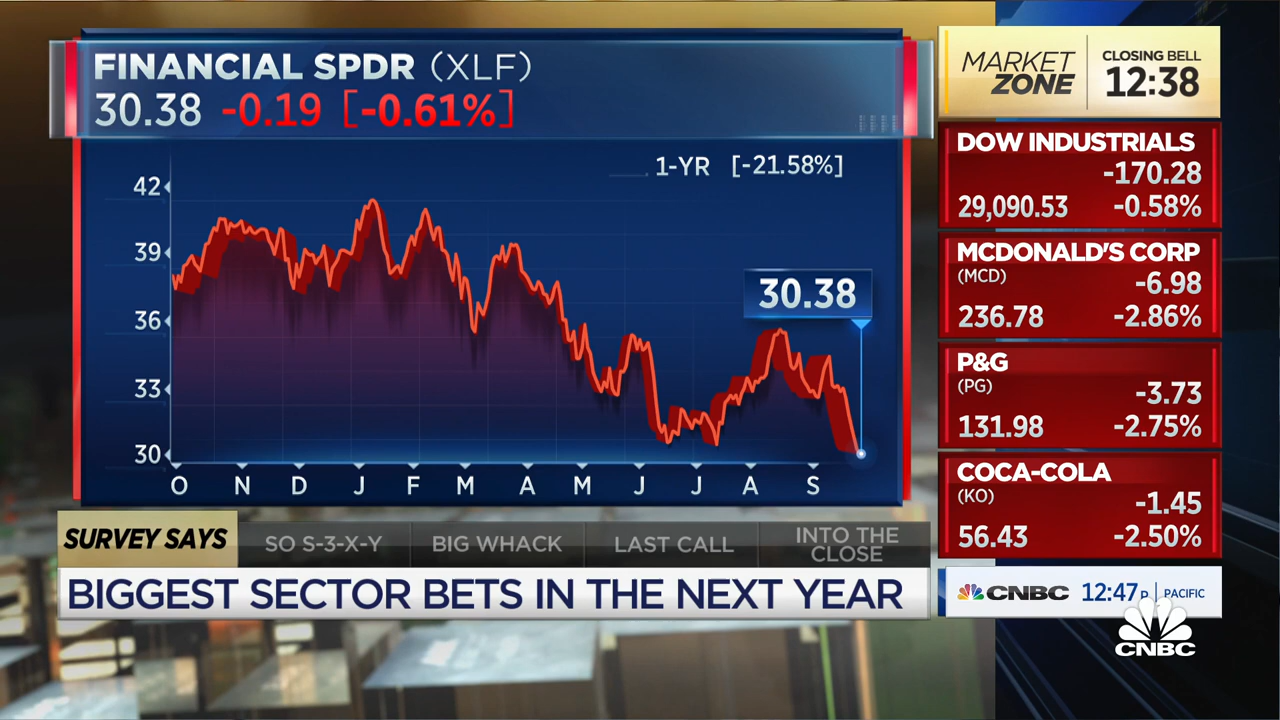 FINANCIAL SPDR (XLF)
30.38 -0.19 [-0.61%]
1-YR [-21.58%]
42
39
36
33
30
30.38
O N D J F M A M J J A S
SURVEY SAYS
SO S-3-X-Y
BIG WHACK
LAST CALL
INTO THE
CLOSE
BIGGEST SECTOR BETS IN THE NEXT YEAR
MARKET
ZONE
CLOSING BELL
12:38
DOW INDUSTRIALS
-170.28
29,090.53 -0.58%
MCDONALD'S CORP
(MCD) -6.98
236.78 -2.86%
P&G
(PG) -3.73
131.98 -2.75%
COCA-COLA
(KO) -1.45
56.43 -2.50%
CNBC 12:47P PACIFIC
CNBC